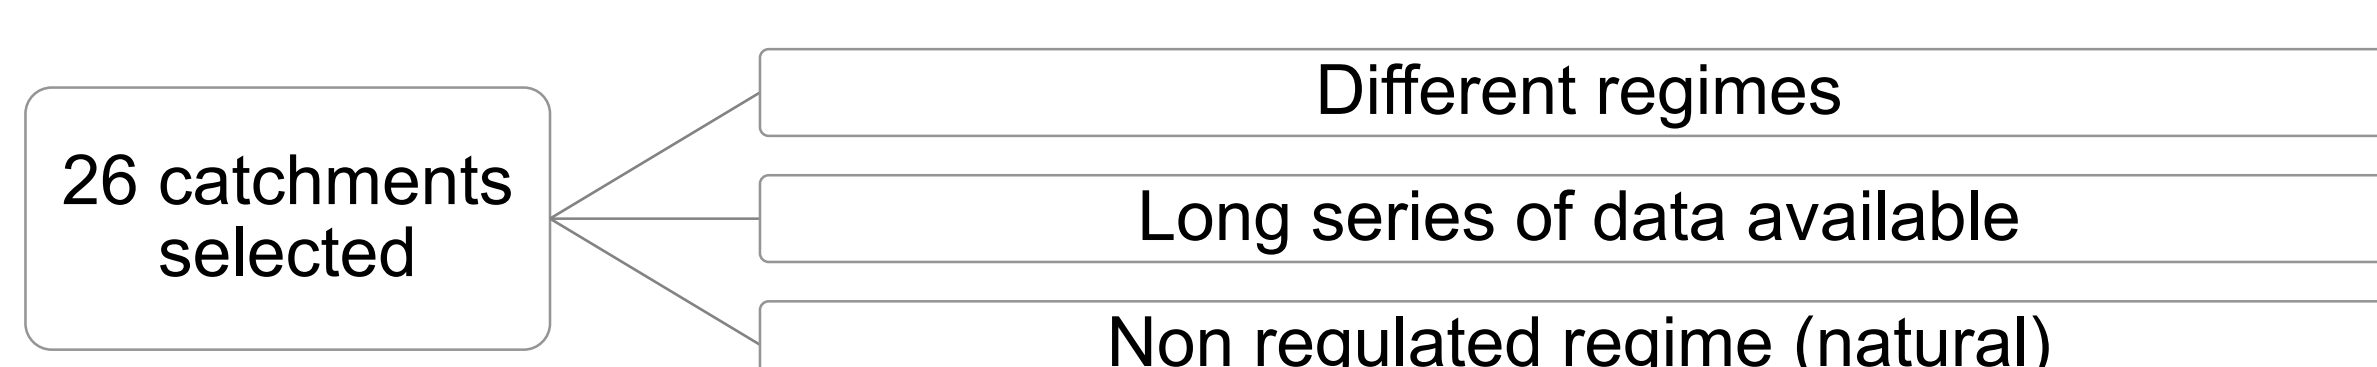 26 catchments
selected
Different regimes
Long series of data available
Non regulated regime (natural)